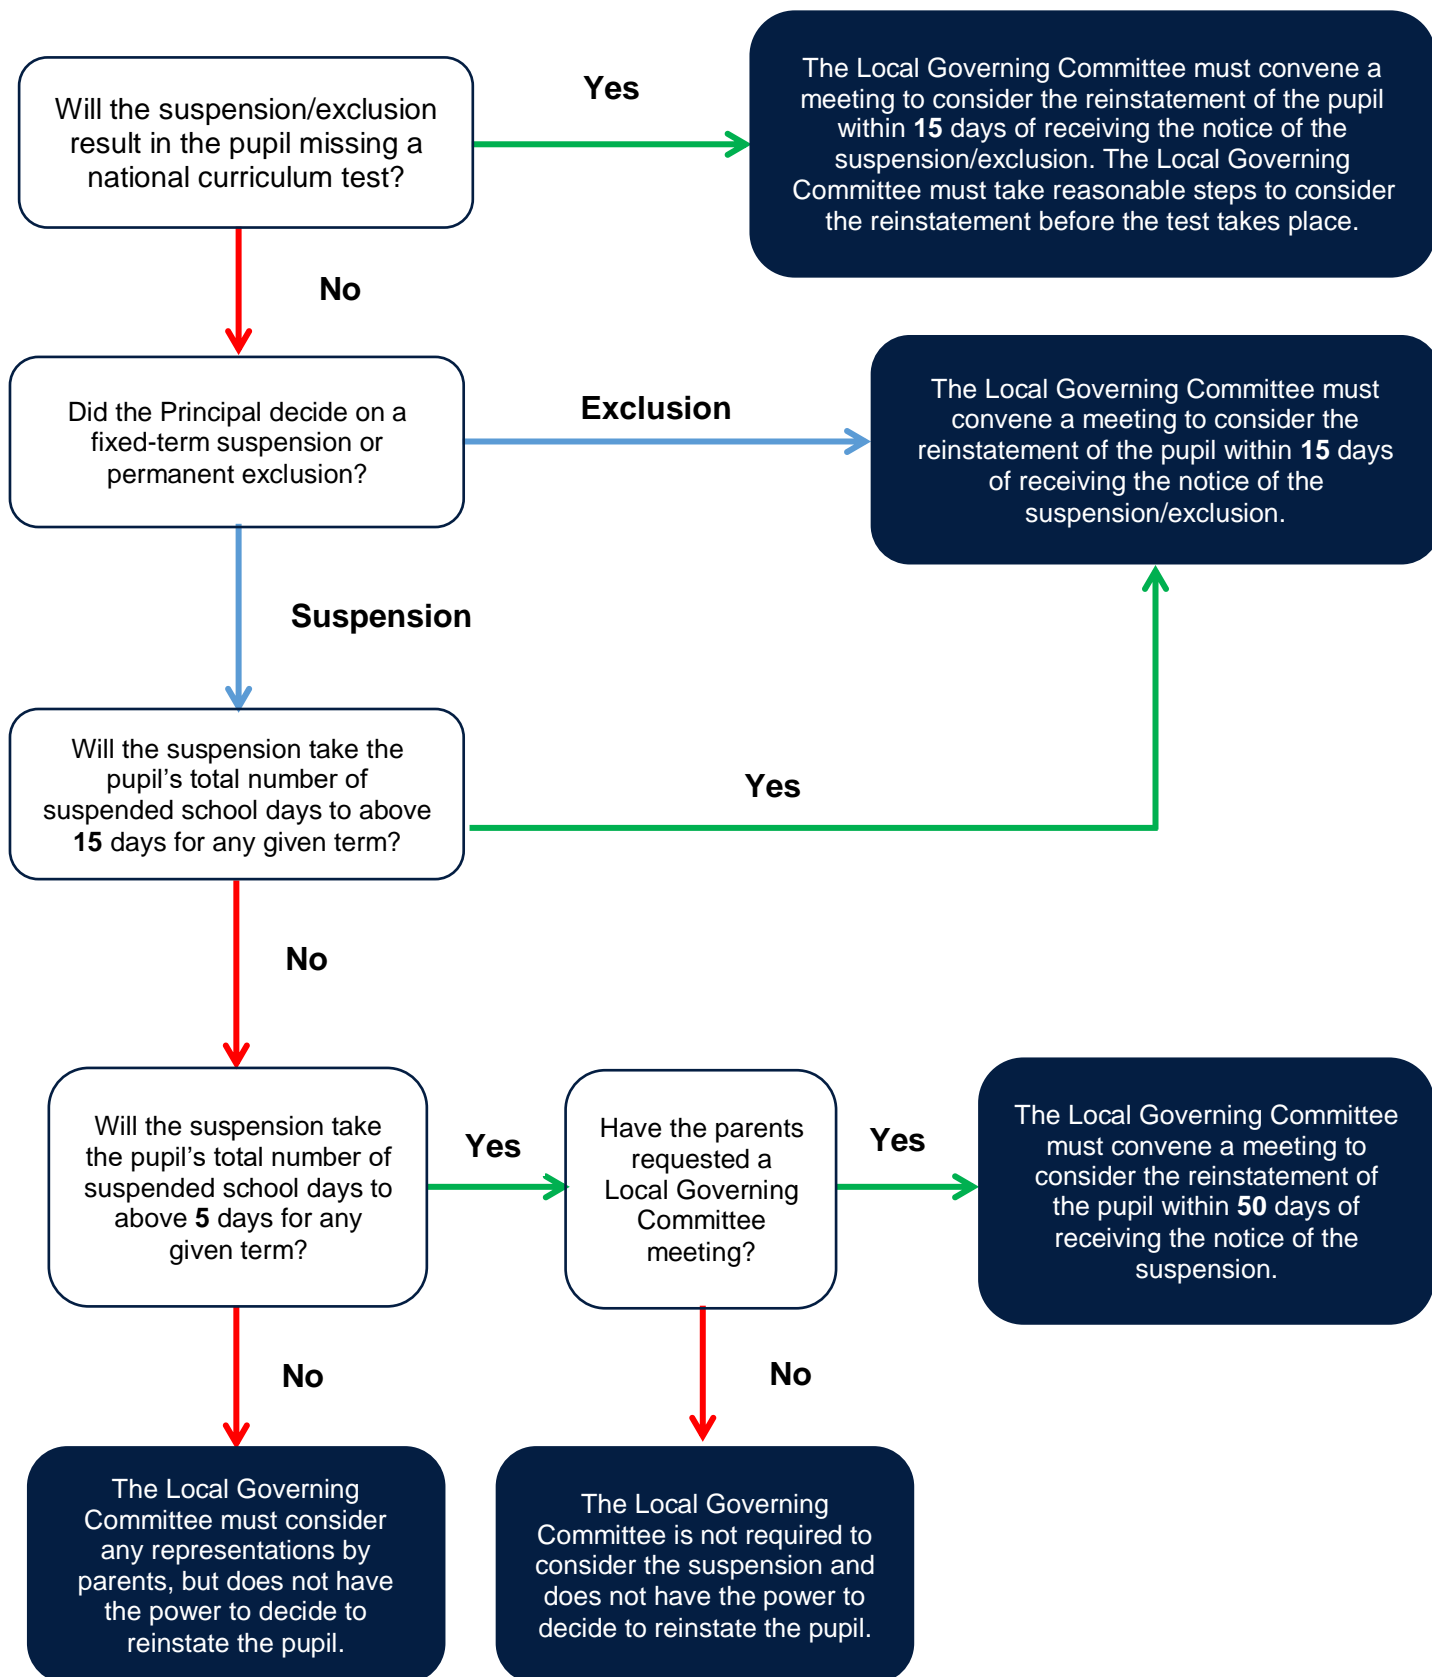 Will the suspension/exclusion
result in the pupil missing a
national curriculum test?
Yes
The Local Governing Committee must convene a
meeting to consider the reinstatement of the pupil
within 15 days of receiving the notice of the
suspension/exclusion. The Local Governing
Committee must take reasonable steps to consider
the reinstatement before the test takes place.
No
Did the Principal decide on a
fixed-term suspension or
permanent exclusion?
Exclusion
The Local Governing Committee must
convene a meeting to consider the
reinstatement of the pupil within 15 days
of receiving the notice of the
suspension/exclusion.
Suspension
Will the suspension take the
pupil’s total number of
suspended school days to above
15 days for any given term?
Yes
No
Will the suspension take
the pupil’s total number of
suspended school days to
above 5 days for any
given term?
Yes
Have the parents
requested a
Local Governing
Committee
meeting?
Yes
The Local Governing Committee
must convene a meeting to
consider the reinstatement of
the pupil within 50 days of
receiving the notice of the
suspension.
No
No
The Local Governing
Committee must consider
any representations by
parents, but does not have
the power to decide to
reinstate the pupil.
The Local Governing
Committee is not required to
consider the suspension and
does not have the power to
decide to reinstate the pupil.